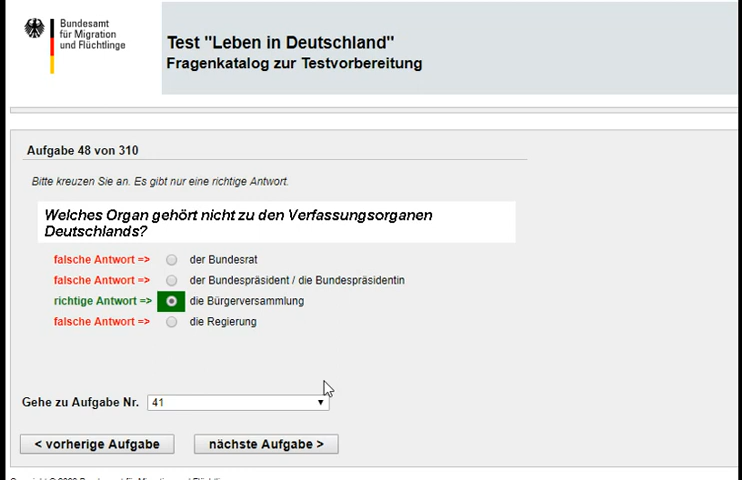 Bundesamt
für Migration
und Flüchtlinge
Test "Leben in Deutschland"
Fragenkatalog zur Testvorbereitung
Aufgabe 48 von 310
Bitte kreuzen Sie an. Es gibt nur eine richtige Antwort.
Welches Organ gehört nicht zu den Verfassungsorganen
Deutschlands?
falsche Antwort => der Bundesrat
falsche Antwort => der Bundespräsident / die Bundespräsidentin
richtige Antwort => die Bürgerversammlung
falsche Antwort => die Regierung
Gehe zu Aufgabe Nr. 41
< vorherige Aufgabe nächste Aufgabe >